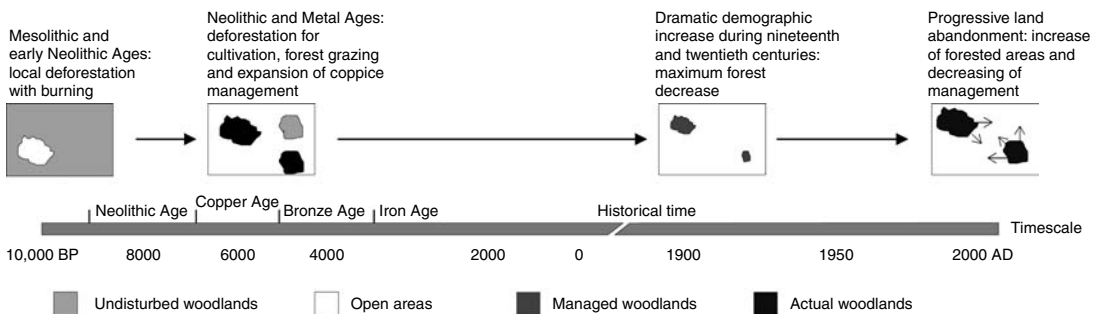 Mesolithic and
early Neolithic Ages:
local deforestation
with burning
Neolithic and Metal Ages:
deforestation for
cultivation, forest grazing
and expansion of coppice
management
Dramatic demographic
increase during nineteenth
and twentieth centuries:
maximum forest
decrease
Progressive land
abandonment: increase
of forested areas and
decreasing of
management
Neolithic Age Copper Age Bronze Age Iron Age Historical time
Timescale
10,000 BP 8000 6000 4000 2000 0 1900 1950 2000 AD
Undisturbed woodlands Open areas Managed woodlands Actual woodlands